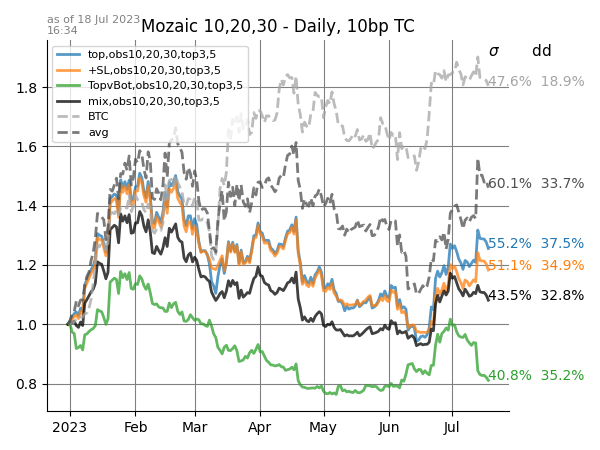 as of 18 Jul 2023
16:34
Mozaic 10,20,30 - Daily, 10bp TC
σ dd
top,obs10,20,30,top3,5
+SL,obs10,20,30,top3,5
TopvBot,obs10,20,30,top3,5
mix,obs10,20,30,top3,5
BTC
avg
1.8
1.6
1.4
1.2
1.0
0.8
47.6% 18.9%
60.1% 33.7%
55.2% 37.5%
51.1% 34.9%
43.5% 32.8%
40.8% 35.2%
2023 Feb Mar Apr May Jun Jul